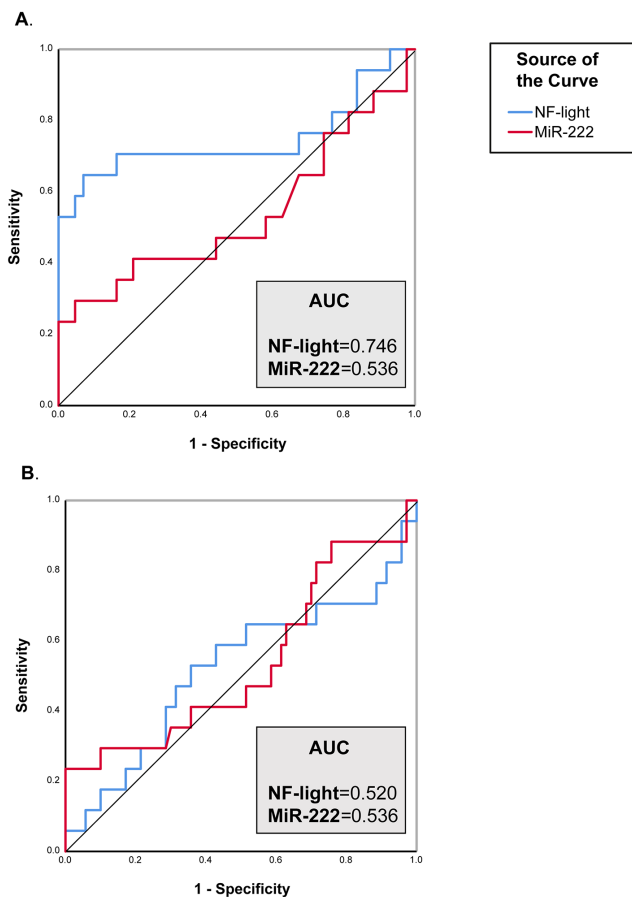 A.
Source of
the Curve
NF-light
MiR-222
Sensitivity
1.0
0.8
0.6
0.4
0.2
0.0
AUC
NF-light=0.746
MiR-222=0.536
0.0 0.2 0.4 0.6 0.8 1.0
1 - Specificity
B.
Sensitivity
1.0
0.8
0.6
0.4
0.2
0.0
AUC
NF-light=0.520
MiR-222=0.536
0.0 0.2 0.4 0.6 0.8 1.0
1 - Specificity